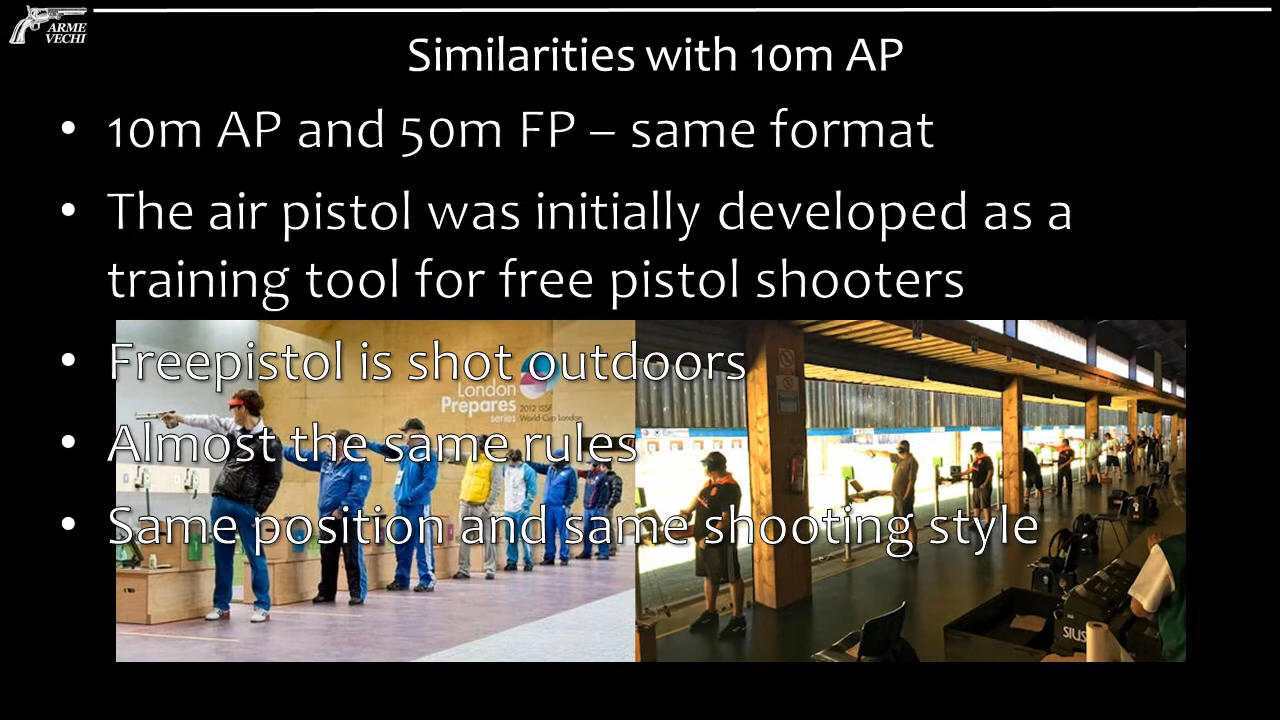 ARME
VECHI
Similarities with 10m AP
• 10m AP and 50m FP – same format
• The air pistol was initially developed as a
training tool for free pistol shooters
• Freepistol is shot outdoors
London
Prepares
series
2012 ISSF
World Cup London
• Almost the same rules
• Same position and same shooting style
SIUS